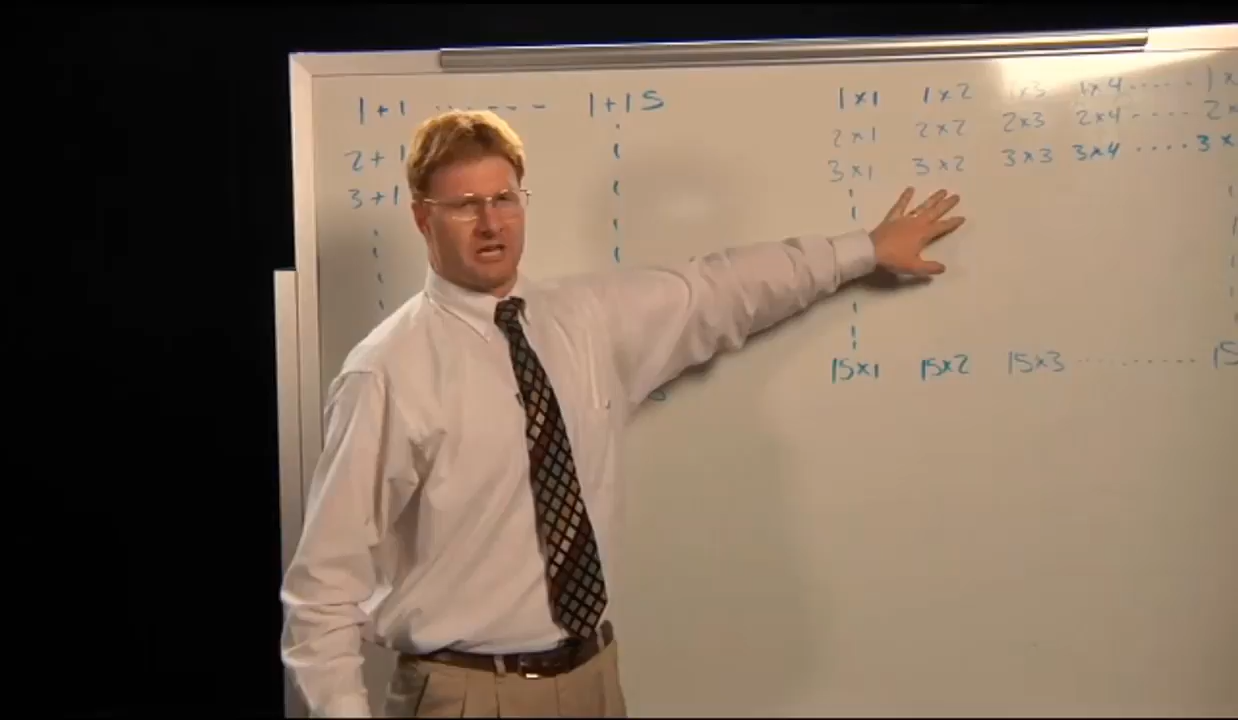 1+1 ------- 1+15
2+1
3+1
1x1 1x2 1x3 1x4 ..... 1x
2x1 2x2 2x3 2x4 ..... 2x
3x1 3x2 3x3 3x4 .... 3x
15x1 15x2 15x3 .......... 15